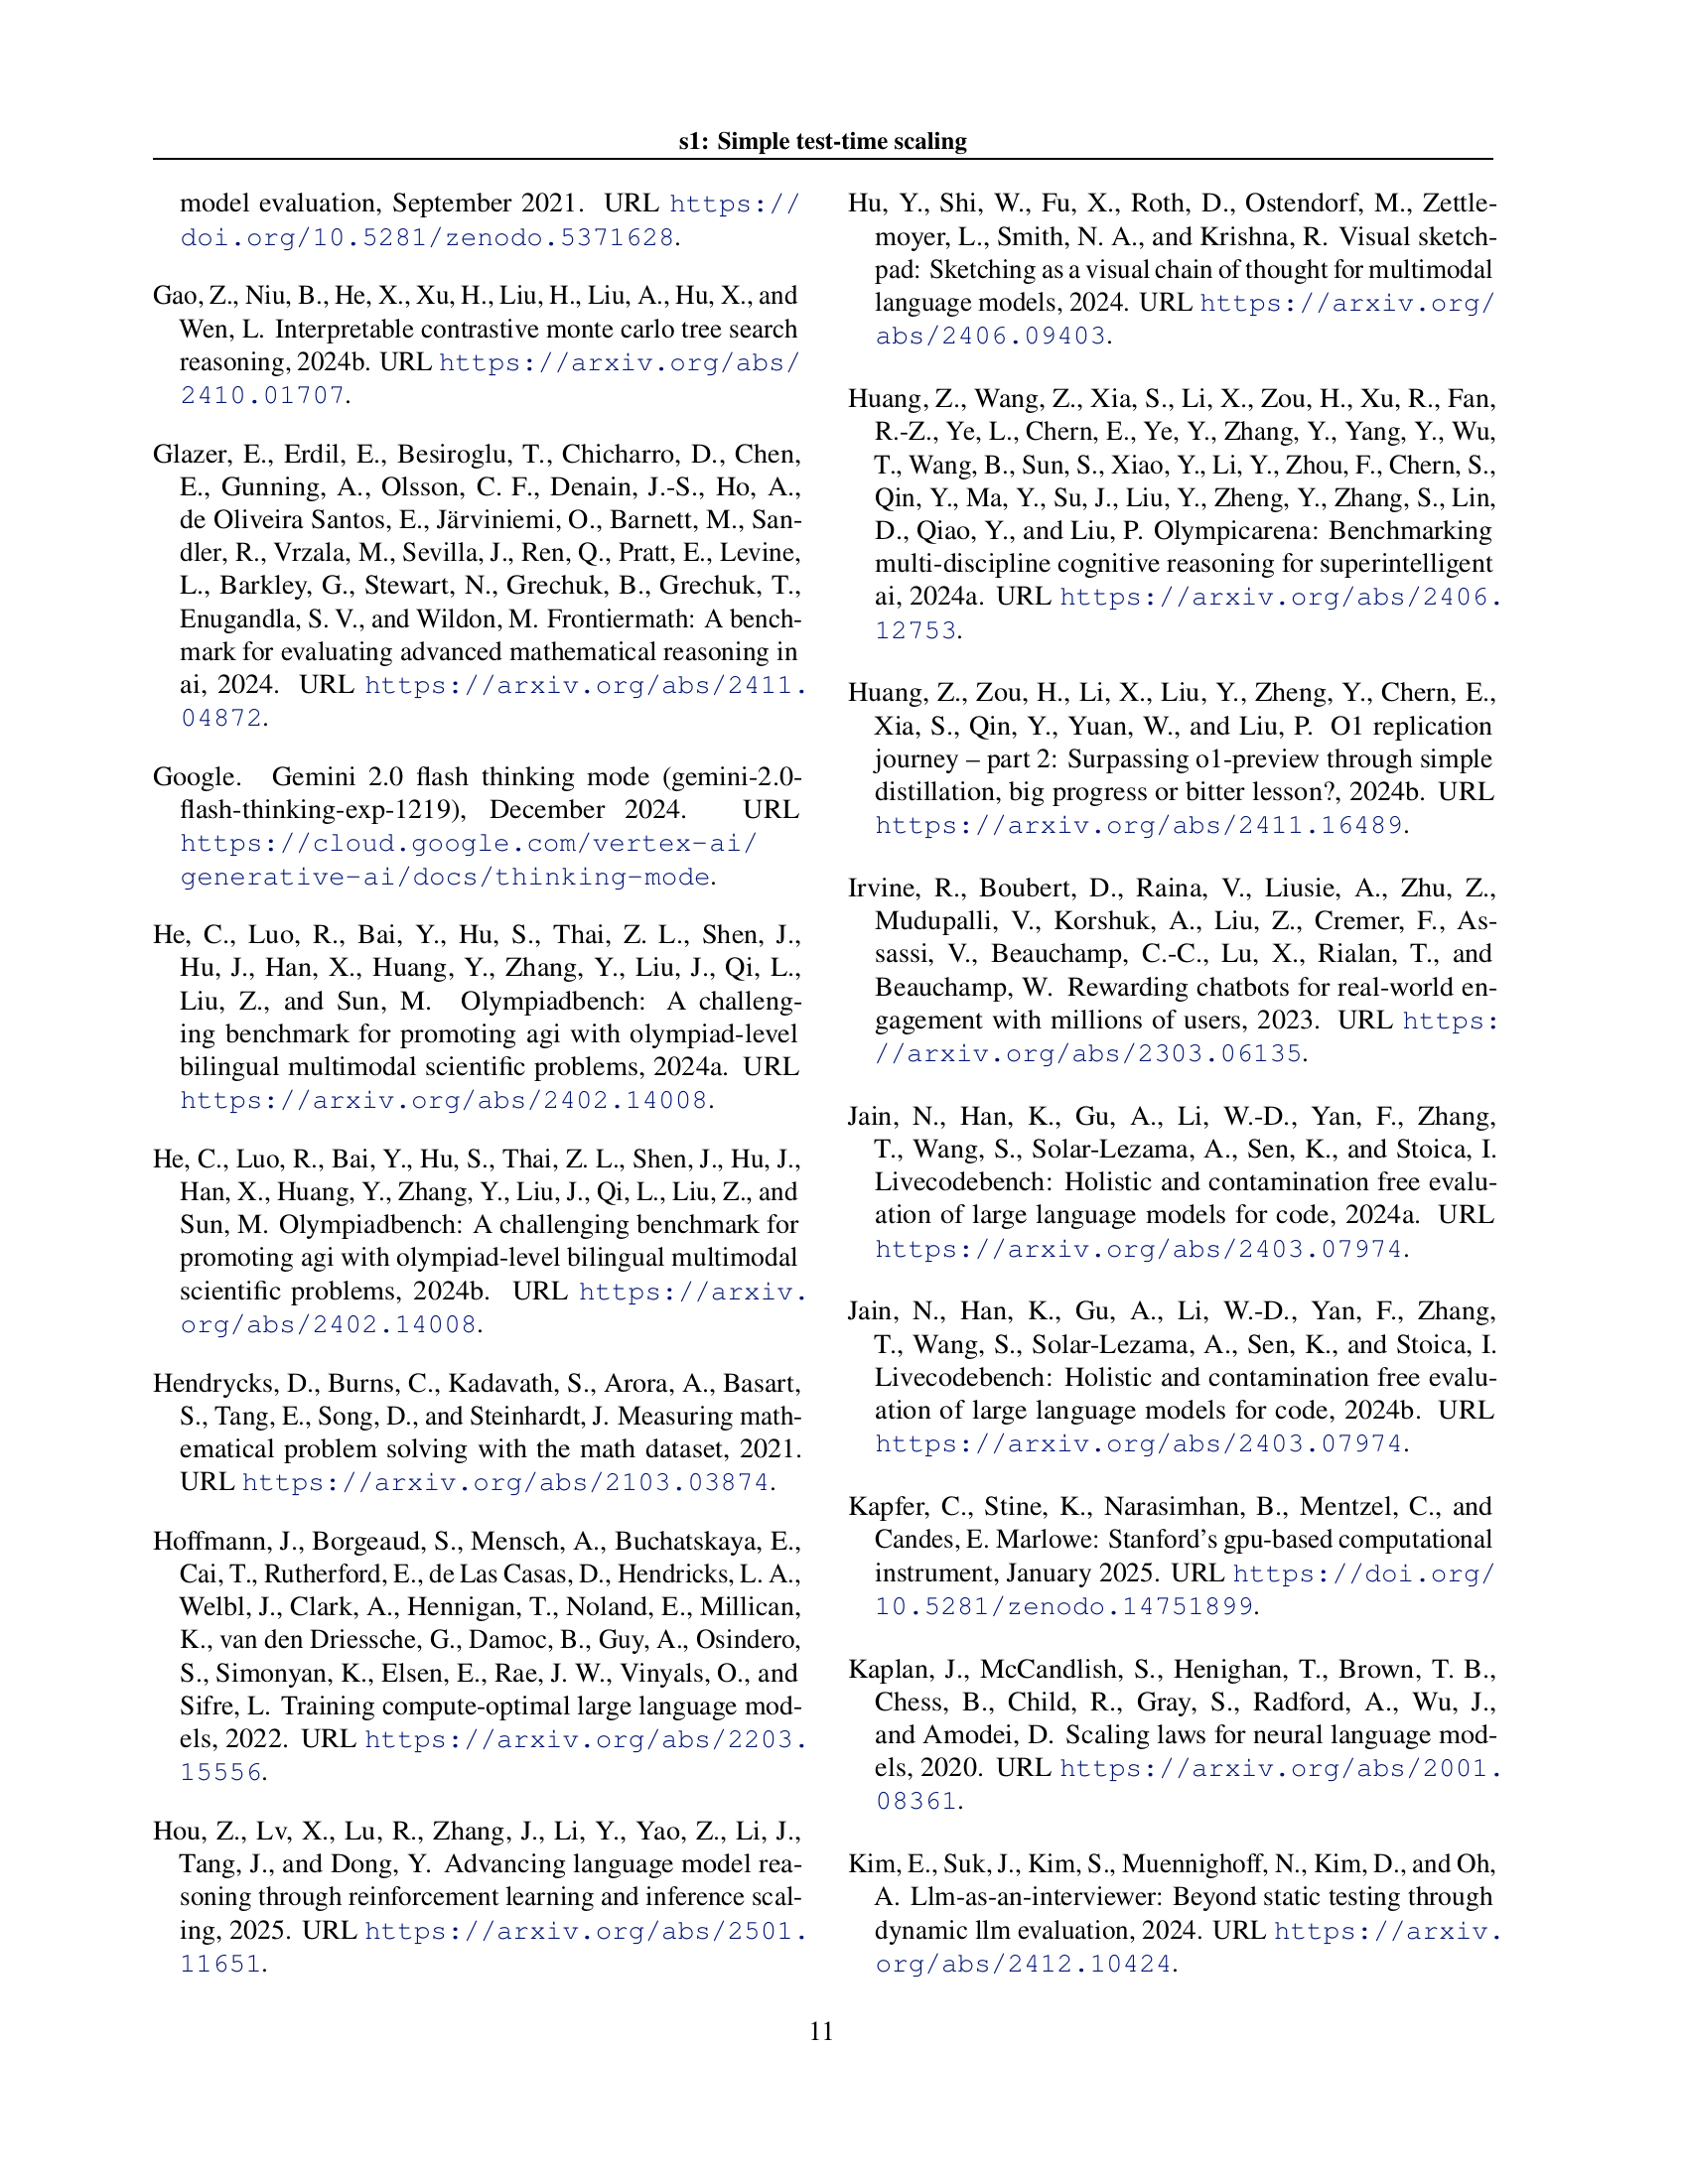 s1: Simple test-time scaling
model evaluation, September 2021. URL https://
doi.org/10.5281/zenodo.5371628.
Gao, Z., Niu, B., He, X., Xu, H., Liu, H., Liu, A., Hu, X., and
Wen, L. Interpretable contrastive monte carlo tree search
reasoning, 2024b. URL https://arxiv.org/abs/
2410.01707.
Glazer, E., Erdil, E., Besiroglu, T., Chicharro, D., Chen,
E., Gunning, A., Olsson, C. F., Denain, J.-S., Ho, A.,
de Oliveira Santos, E., Järviniemi, O., Barnett, M., San-
dler, R., Vrzala, M., Sevilla, J., Ren, Q., Pratt, E., Levine,
L., Barkley, G., Stewart, N., Grechuk, B., Grechuk, T.,
Enugandla, S. V., and Wildon, M. Frontiermath: A bench-
mark for evaluating advanced mathematical reasoning in
ai, 2024. URL https://arxiv.org/abs/2411.
04872.
Google. Gemini 2.0 flash thinking mode (gemini-2.0-
flash-thinking-exp-1219), December 2024. URL
https://cloud.google.com/vertex-ai/
generative-ai/docs/thinking-mode.
He, C., Luo, R., Bai, Y., Hu, S., Thai, Z. L., Shen, J.,
Hu, J., Han, X., Huang, Y., Zhang, Y., Liu, J., Qi, L.,
Liu, Z., and Sun, M. Olympiadbench: A challeng-
ing benchmark for promoting agi with olympiad-level
bilingual multimodal scientific problems, 2024a. URL
https://arxiv.org/abs/2402.14008.
He, C., Luo, R., Bai, Y., Hu, S., Thai, Z. L., Shen, J., Hu, J.,
Han, X., Huang, Y., Zhang, Y., Liu, J., Qi, L., Liu, Z., and
Sun, M. Olympiadbench: A challenging benchmark for
promoting agi with olympiad-level bilingual multimodal
scientific problems, 2024b. URL https://arxiv.
org/abs/2402.14008.
Hendrycks, D., Burns, C., Kadavath, S., Arora, A., Basart,
S., Tang, E., Song, D., and Steinhardt, J. Measuring math-
ematical problem solving with the math dataset, 2021.
URL https://arxiv.org/abs/2103.03874.
Hoffmann, J., Borgeaud, S., Mensch, A., Buchatskaya, E.,
Cai, T., Rutherford, E., de Las Casas, D., Hendricks, L. A.,
Welbl, J., Clark, A., Hennigan, T., Noland, E., Millican,
K., van den Driessche, G., Damoc, B., Guy, A., Osindero,
S., Simonyan, K., Elsen, E., Rae, J. W., Vinyals, O., and
Sifre, L. Training compute-optimal large language mod-
els, 2022. URL https://arxiv.org/abs/2203.
15556.
Hou, Z., Lv, X., Lu, R., Zhang, J., Li, Y., Yao, Z., Li, J.,
Tang, J., and Dong, Y. Advancing language model rea-
soning through reinforcement learning and inference scal-
ing, 2025. URL https://arxiv.org/abs/2501.
11651.
Hu, Y., Shi, W., Fu, X., Roth, D., Ostendorf, M., Zettle-
moyer, L., Smith, N. A., and Krishna, R. Visual sketch-
pad: Sketching as a visual chain of thought for multimodal
language models, 2024. URL https://arxiv.org/
abs/2406.09403.
Huang, Z., Wang, Z., Xia, S., Li, X., Zou, H., Xu, R., Fan,
R.-Z., Ye, L., Chern, E., Ye, Y., Zhang, Y., Yang, Y., Wu,
T., Wang, B., Sun, S., Xiao, Y., Li, Y., Zhou, F., Chern, S.,
Qin, Y., Ma, Y., Su, J., Liu, Y., Zheng, Y., Zhang, S., Lin,
D., Qiao, Y., and Liu, P. Olympicarena: Benchmarking
multi-discipline cognitive reasoning for superintelligent
ai, 2024a. URL https://arxiv.org/abs/2406.
12753.
Huang, Z., Zou, H., Li, X., Liu, Y., Zheng, Y., Chern, E.,
Xia, S., Qin, Y., Yuan, W., and Liu, P. O1 replication
journey – part 2: Surpassing o1-preview through simple
distillation, big progress or bitter lesson?, 2024b. URL
https://arxiv.org/abs/2411.16489.
Irvine, R., Boubert, D., Raina, V., Liusie, A., Zhu, Z.,
Mudupalli, V., Korshuk, A., Liu, Z., Cremer, F., As-
sassi, V., Beauchamp, C.-C., Lu, X., Rialan, T., and
Beauchamp, W. Rewarding chatbots for real-world en-
gagement with millions of users, 2023. URL https:
//arxiv.org/abs/2303.06135.
Jain, N., Han, K., Gu, A., Li, W.-D., Yan, F., Zhang,
T., Wang, S., Solar-Lezama, A., Sen, K., and Stoica, I.
Livecodebench: Holistic and contamination free evalu-
ation of large language models for code, 2024a. URL
https://arxiv.org/abs/2403.07974.
Jain, N., Han, K., Gu, A., Li, W.-D., Yan, F., Zhang,
T., Wang, S., Solar-Lezama, A., Sen, K., and Stoica, I.
Livecodebench: Holistic and contamination free evalu-
ation of large language models for code, 2024b. URL
https://arxiv.org/abs/2403.07974.
Kapfer, C., Stine, K., Narasimhan, B., Mentzel, C., and
Candes, E. Marlowe: Stanford's gpu-based computational
instrument, January 2025. URL https://doi.org/
10.5281/zenodo.14751899.
Kaplan, J., McCandlish, S., Henighan, T., Brown, T. B.,
Chess, B., Child, R., Gray, S., Radford, A., Wu, J.,
and Amodei, D. Scaling laws for neural language mod-
els, 2020. URL https://arxiv.org/abs/2001.
08361.
Kim, E., Suk, J., Kim, S., Muennighoff, N., Kim, D., and Oh,
A. Llm-as-an-interviewer: Beyond static testing through
dynamic llm evaluation, 2024. URL https://arxiv.
org/abs/2412.10424.
11